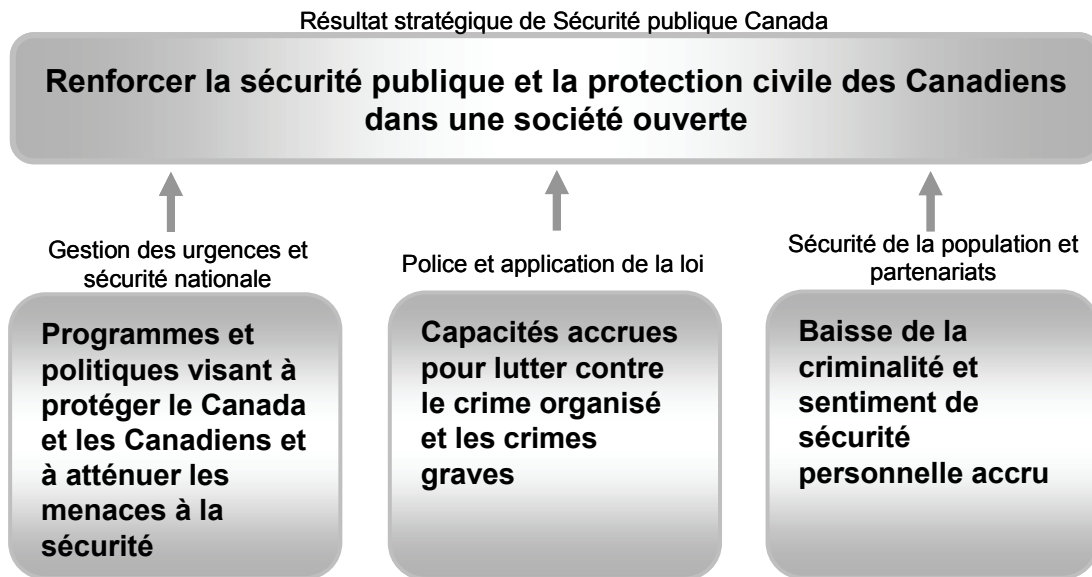 Résultat stratégique de Sécurité publique Canada
Renforcer la sécurité publique et la protection civile des Canadiens
dans une société ouverte
Gestion des urgences et
sécurité nationale
Programmes et
politiques visant à
protéger le Canada
et les Canadiens et
à atténuer les
menaces à la
sécurité
Police et application de la loi
Capacités accrues
pour lutter contre
le crime organisé
et les crimes
graves
Sécurité de la population et
partenariats
Baisse de la
criminalité et
sentiment de
sécurité
personnelle accru